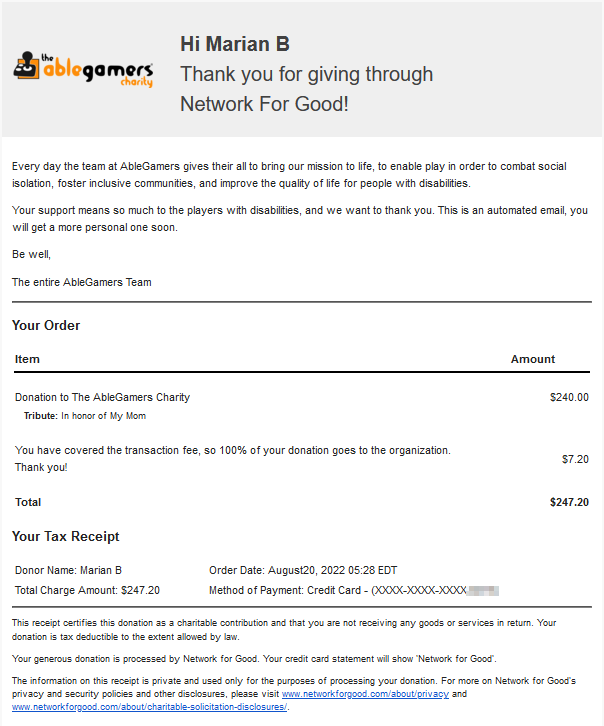 the
ablegamers
charity
Hi Marian B
Thank you for giving through
Network For Good!
Every day the team at AbleGamers gives their all to bring our mission to life, to enable play in order to combat social
isolation, foster inclusive communities, and improve the quality of life for people with disabilities.
Your support means so much to the players with disabilities, and we want to thank you. This is an automated email, you
will get a more personal one soon.
Be well,
The entire AbleGamers Team
Your Order
Item Amount
Donation to The AbleGamers Charity $240.00
Tribute: In honor of My Mom
You have covered the transaction fee, so 100% of your donation goes to the organization.
Thank you!
$7.20
Total $247.20
Your Tax Receipt
Donor Name: Marian B Order Date: August20, 2022 05:28 EDT
Total Charge Amount: $247.20 Method of Payment: Credit Card - (XXXX-XXXX-XXXX
This receipt certifies this donation as a charitable contribution and that you are not receiving any goods or services in return. Your
donation is tax deductible to the extent allowed by law.
Your generous donation is processed by Network for Good. Your credit card statement will show 'Network for Good'.
The information on this receipt is private and used only for the purposes of processing your donation. For more on Network for Good's
privacy and security policies and other disclosures, please visit www.networkforgood.com/about/privacy and
www.networkforgood.com/about/charitable-solicitation-disclosures/.